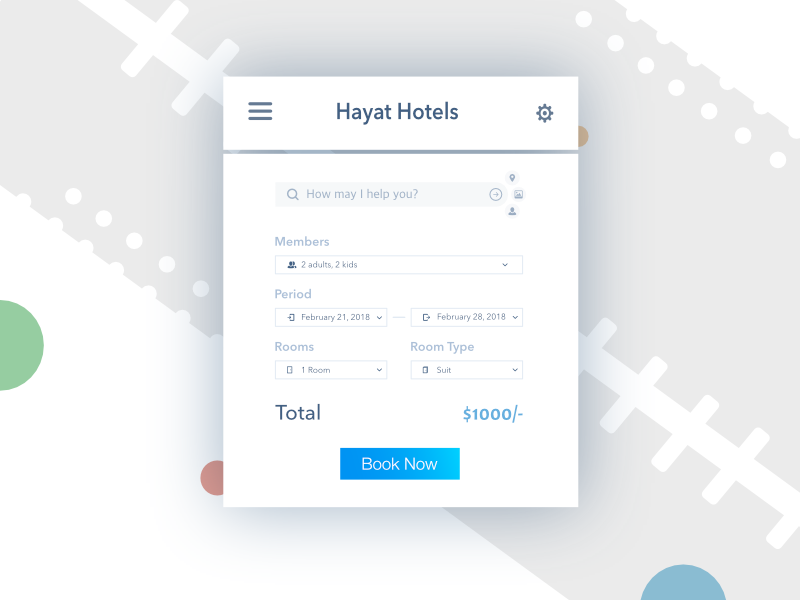 Hayat Hotels
How may I help you?
Members
2 adults, 2 kids
Period
February 21, 2018
February 28, 2018
Rooms
Room Type
1 Room
Suit
Total
$1000/-
Book Now